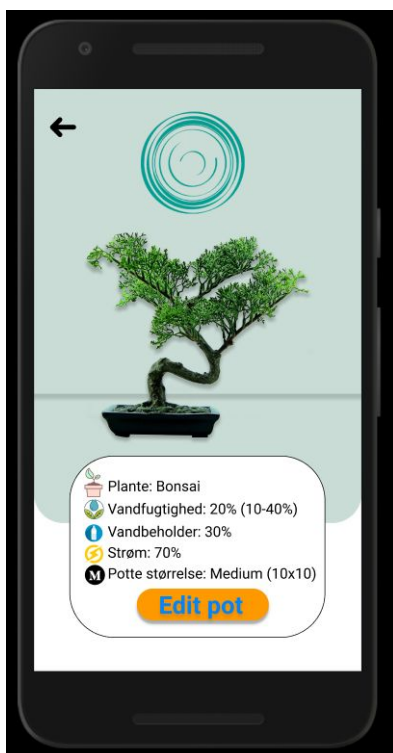 Plante: Bonsai
Vandfugtighed: 20% (10-40%)
Vandbeholder: 30%
Strøm: 70%
M Potte størrelse: Medium (10x10)
Edit pot